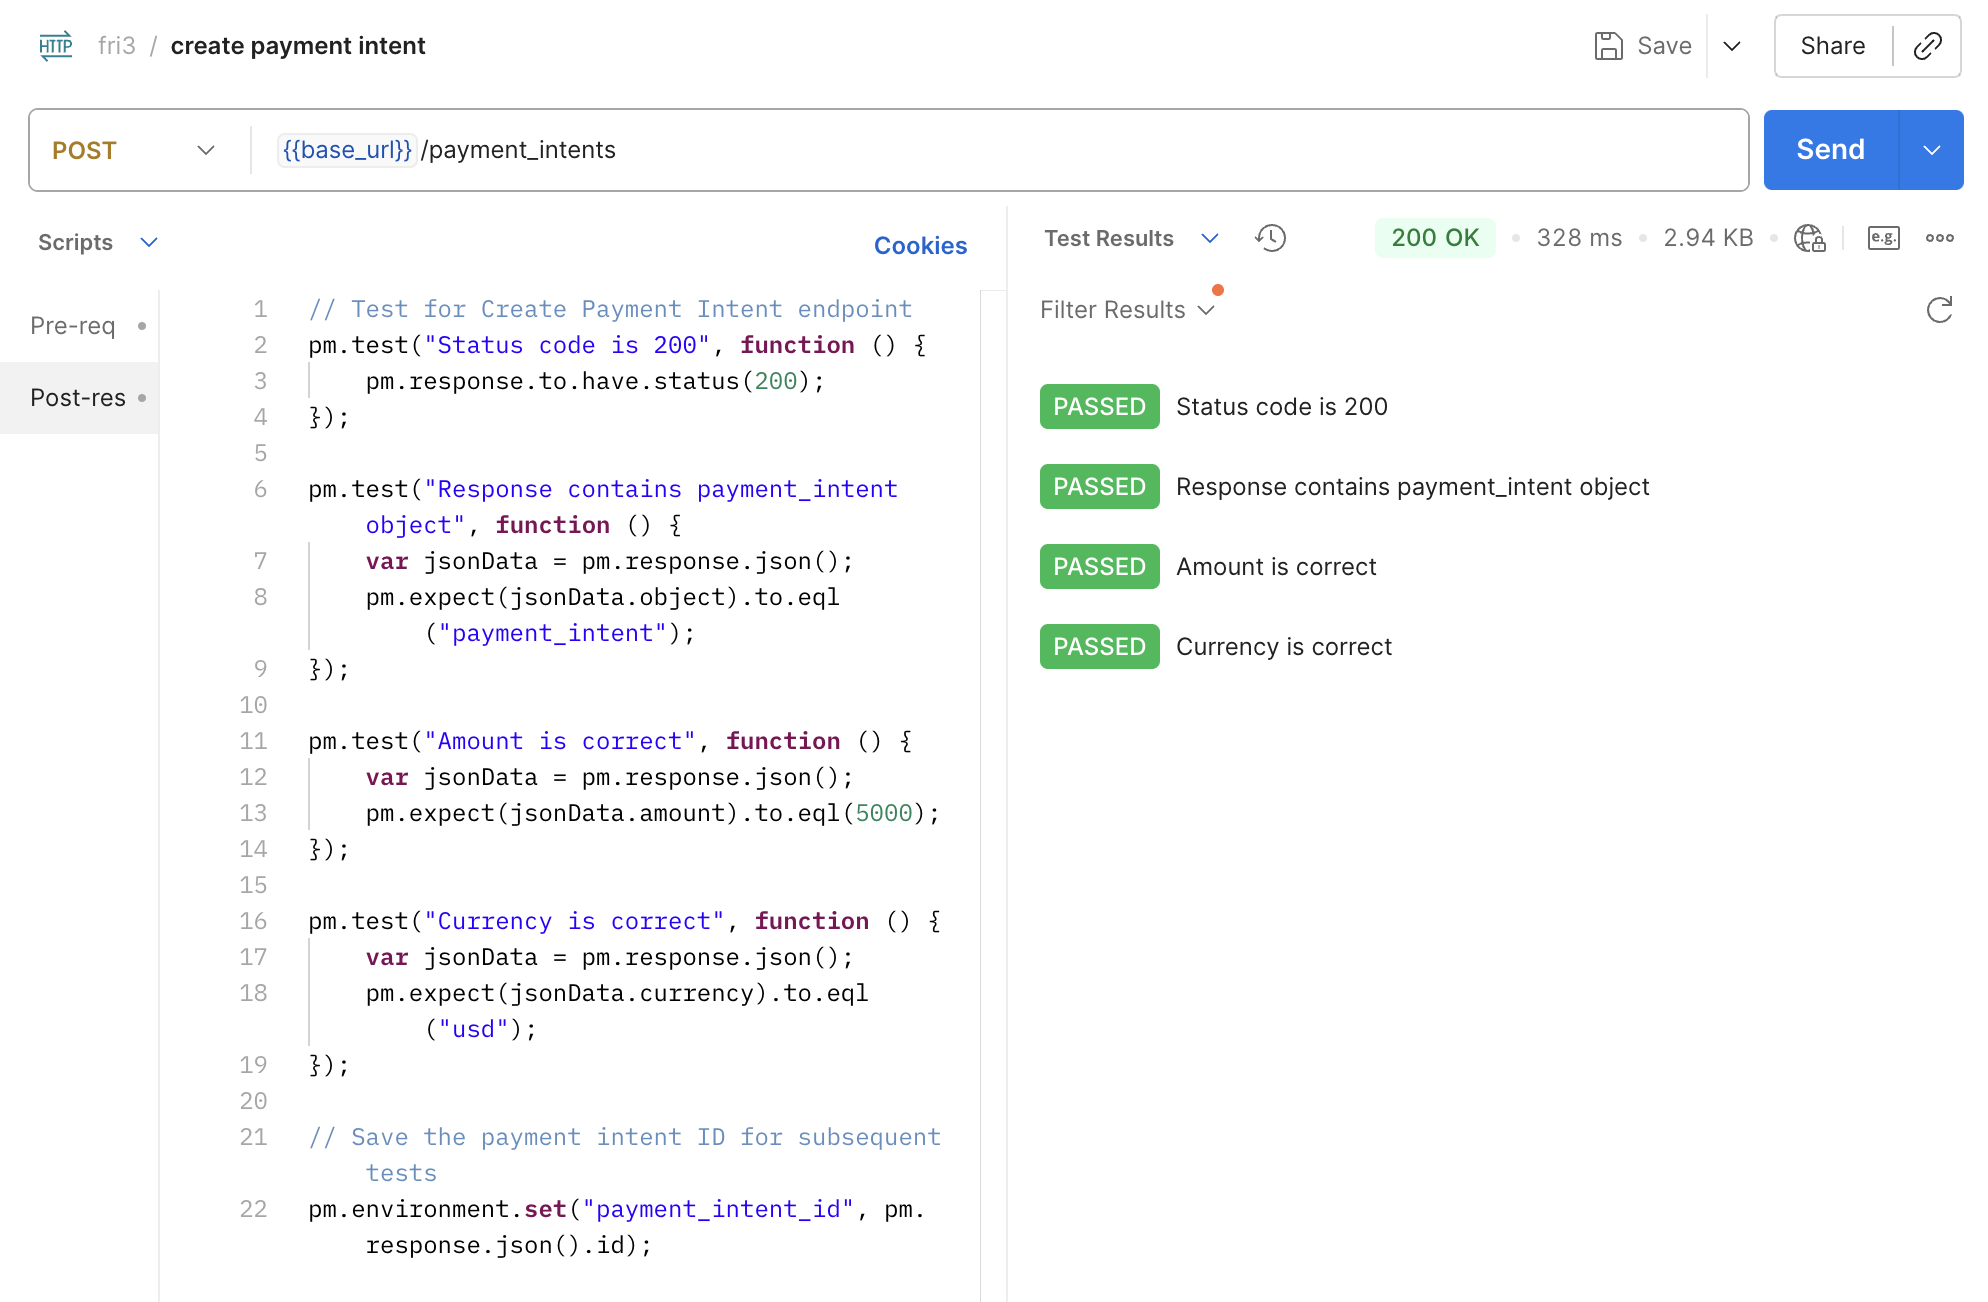 HTTP fri3 / create payment intent
Save
Share
POST
{{base_url}}/payment_intents
Send
Scripts
Cookies
Pre-req
Post-res
1 // Test for Create Payment Intent endpoint
2 pm.test("Status code is 200", function () {
3 pm.response.to.have.status(200);
4 });
5
6 pm.test("Response contains payment_intent
object", function () {
7 var jsonData = pm.response.json();
8 pm.expect(jsonData.object).to.eql
("payment_intent");
9 });
10
11 pm.test("Amount is correct", function () {
12 var jsonData = pm.response.json();
13 pm.expect(jsonData.amount).to.eql(5000);
14 });
15
16 pm.test("Currency is correct", function () {
17 var jsonData = pm.response.json();
18 pm.expect(jsonData.currency).to.eql
("usd");
19 });
20
21 // Save the payment intent ID for subsequent
tests
22 pm.environment.set("payment_intent_id", pm.
response.json().id);
Test Results
200 OK
328 ms
2.94 KB
e.g.
Filter Results
PASSED Status code is 200
PASSED Response contains payment_intent object
PASSED Amount is correct
PASSED Currency is correct